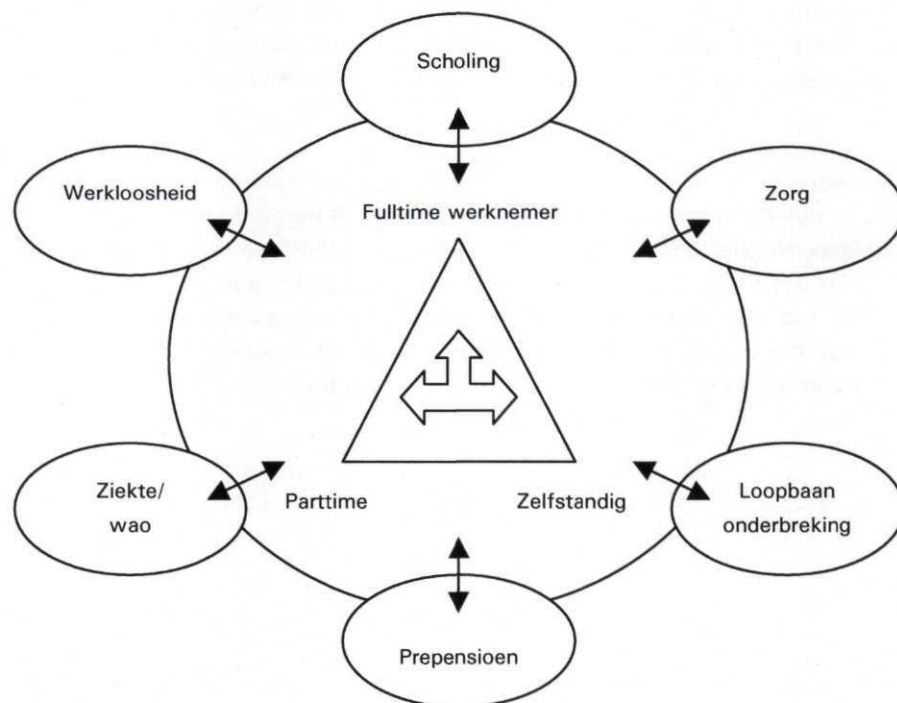 Scholing
Werkloosheid
Zorg
Fulltime werknemer
Ziekte/
wao
Parttime
Zelfstandig
Loopbaan
onderbreking
Prepensioen